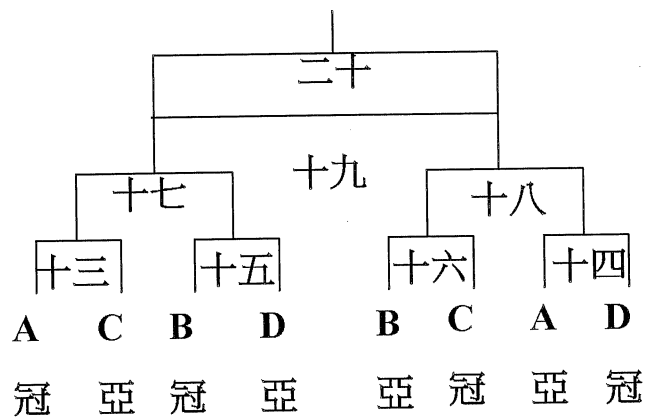 二十
十九
十七 十八
十三 十五 十六 十四
A C B D B C A D
冠 亞 冠 亞 亞 冠 亞 冠